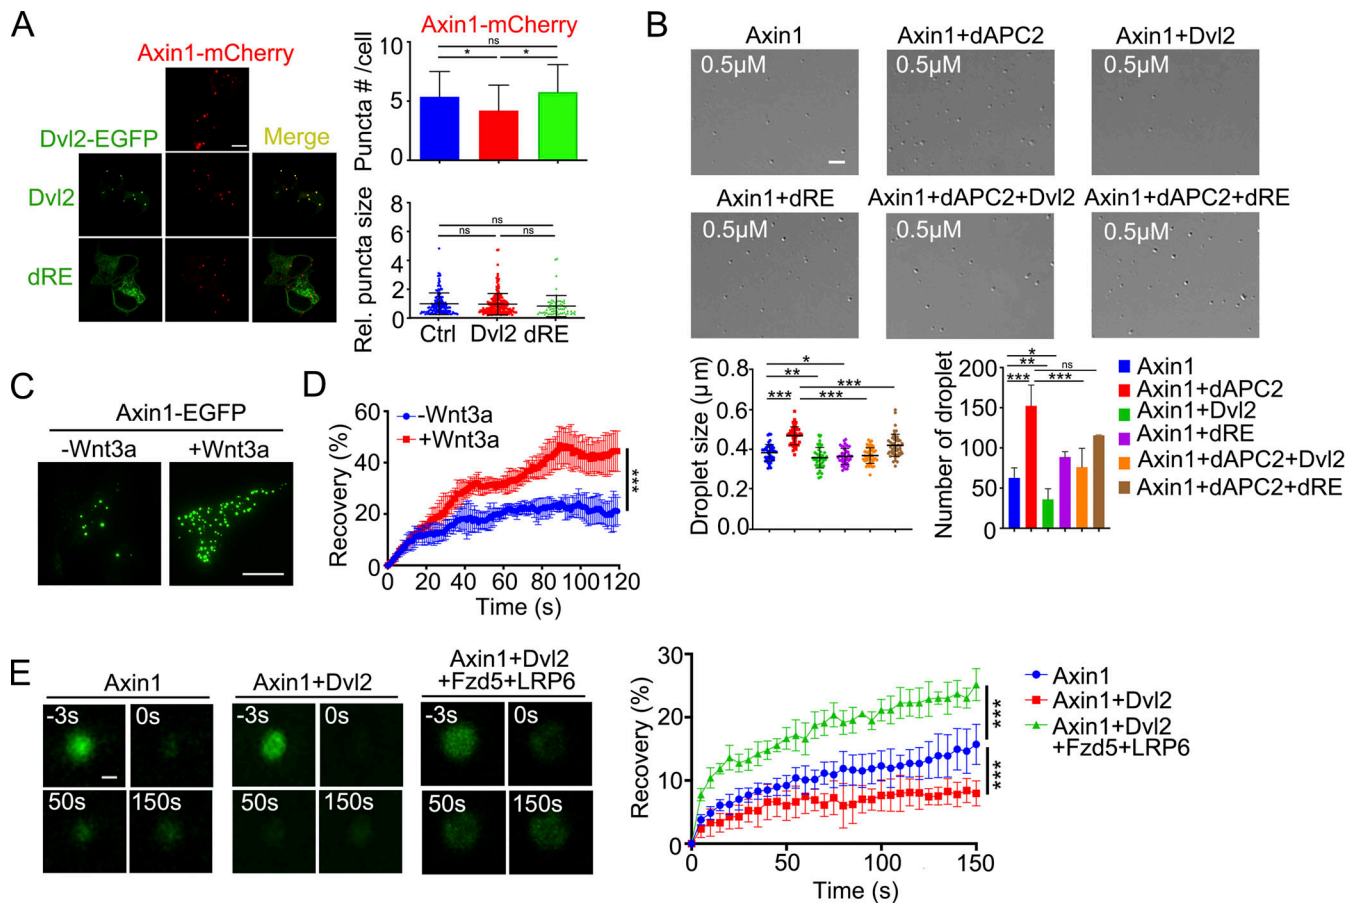 A
Axin1-mCherry
Dvl2-EGFP
Merge
Dvl2
dRE
Axin1-mCherry
Puncta # /cell
10
5
0
ns
*
*
Rel. puncta size
8
6
4
2
0
ns
ns
ns
Ctrl
Dvl2
dRE
B
Axin1
Axin1+dAPC2
Axin1+Dvl2
0.5μM
0.5μM
0.5μM
Axin1+dRE
Axin1+dAPC2+Dvl2
Axin1+dAPC2+dRE
0.5μM
0.5μM
0.5μM
Droplet size (μm)
0.8
0.6
0.4
0.2
0.0
*
**
***
***
***
Number of droplet
200
150
100
50
0
*
**
***
ns
***
Axin1
Axin1+dAPC2
Axin1+Dvl2
Axin1+dRE
Axin1+dAPC2+Dvl2
Axin1+dAPC2+dRE
C
Axin1-EGFP
-Wnt3a
+Wnt3a
D
Recovery (%)
60
40
20
0
-Wnt3a
+Wnt3a
***
0
20
40
60
80
100
120
Time (s)
E
Axin1
-3s
0s
50s
150s
Axin1+Dvl2
-3s
0s
50s
150s
Axin1+Dvl2
+Fzd5+LRP6
-3s
0s
50s
150s
Recovery (%)
30
20
10
0
0
50
100
150
Time (s)
***
***
Axin1
Axin1+Dvl2
Axin1+Dvl2
+Fzd5+LRP6